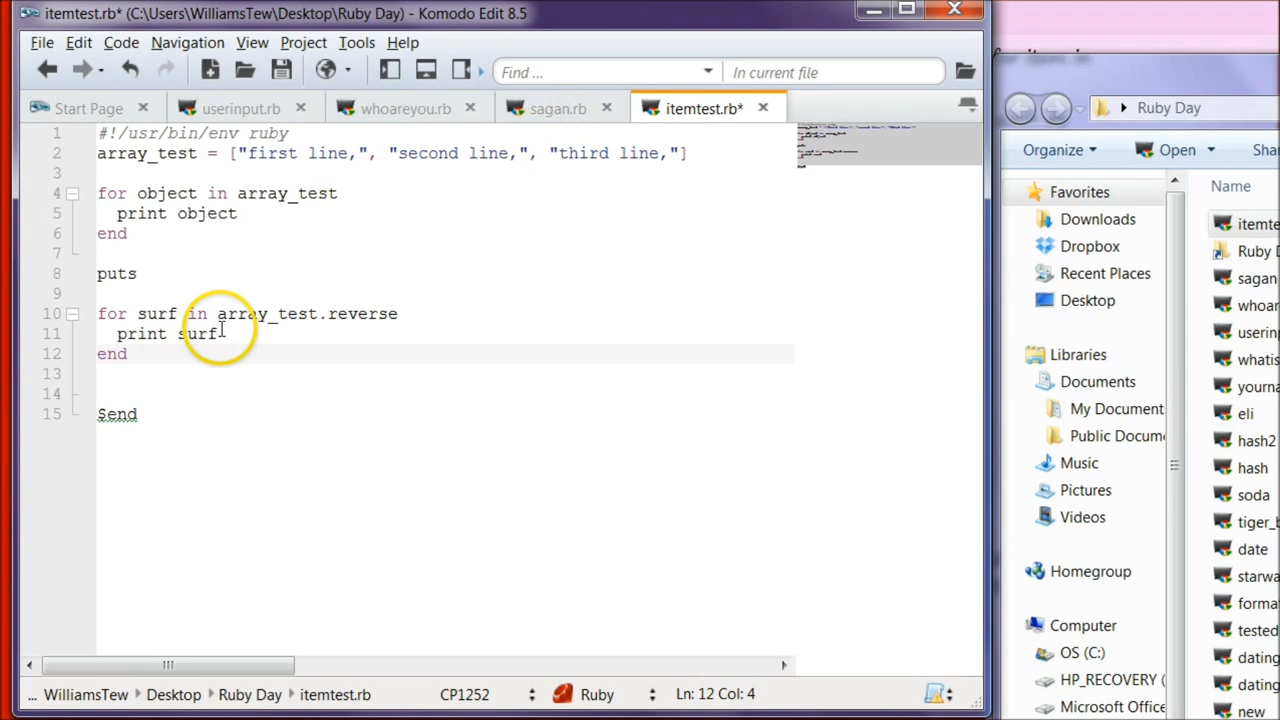 itemtest.rb* (C:\Users\WilliamsTew\Desktop\Ruby Day) - Komodo Edit 8.5
File Edit Code Navigation View Project Tools Help
Find ... In current file
Start Page userinput.rb whoareyou.rb sagan.rb itemtest.rb*
1 #!/usr/bin/env ruby
2 array_test = ["first line,", "second line,", "third line,"]
3
4 for object in array_test
5 print object
6 end
7
8 puts
9
10 for surf in array_test.reverse
11 print surf
12 end
13
14
15 $end
... WilliamsTew Desktop Ruby Day itemtest.rb CP1252 Ruby Ln: 12 Col: 4
Ruby Day
Organize Open Shar
Favorites
Downloads
Dropbox
Recent Places
Desktop
Libraries
Documents
My Document
Public Docum
Music
Pictures
Videos
Homegroup
Computer
OS (C:)
HP_RECOVERY (
Microsoft Office
Name
itemte
Ruby D
sagan
whoar
userin
whatis
yourna
eli
hash2
hash
soda
tiger_b
date
starwa
format
tested
dating
dating
new